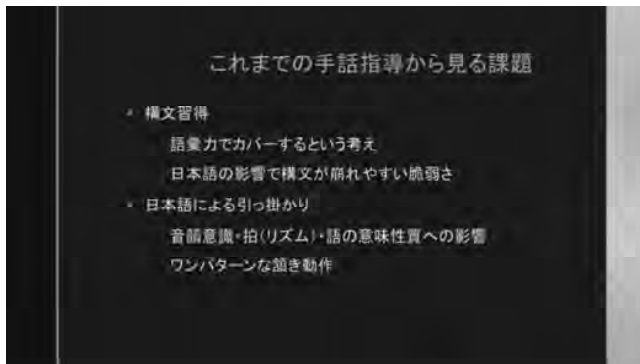 これまでの手話指導から見る課題
▪ 構文習得
語彙力でカバーするという考え
日本語の影響で構文が崩れやすい脆弱さ
▪ 日本語による引っ掛かり
音韻意識・拍(リズム)・語の意味性質への影響
ワンパターンな頷き動作